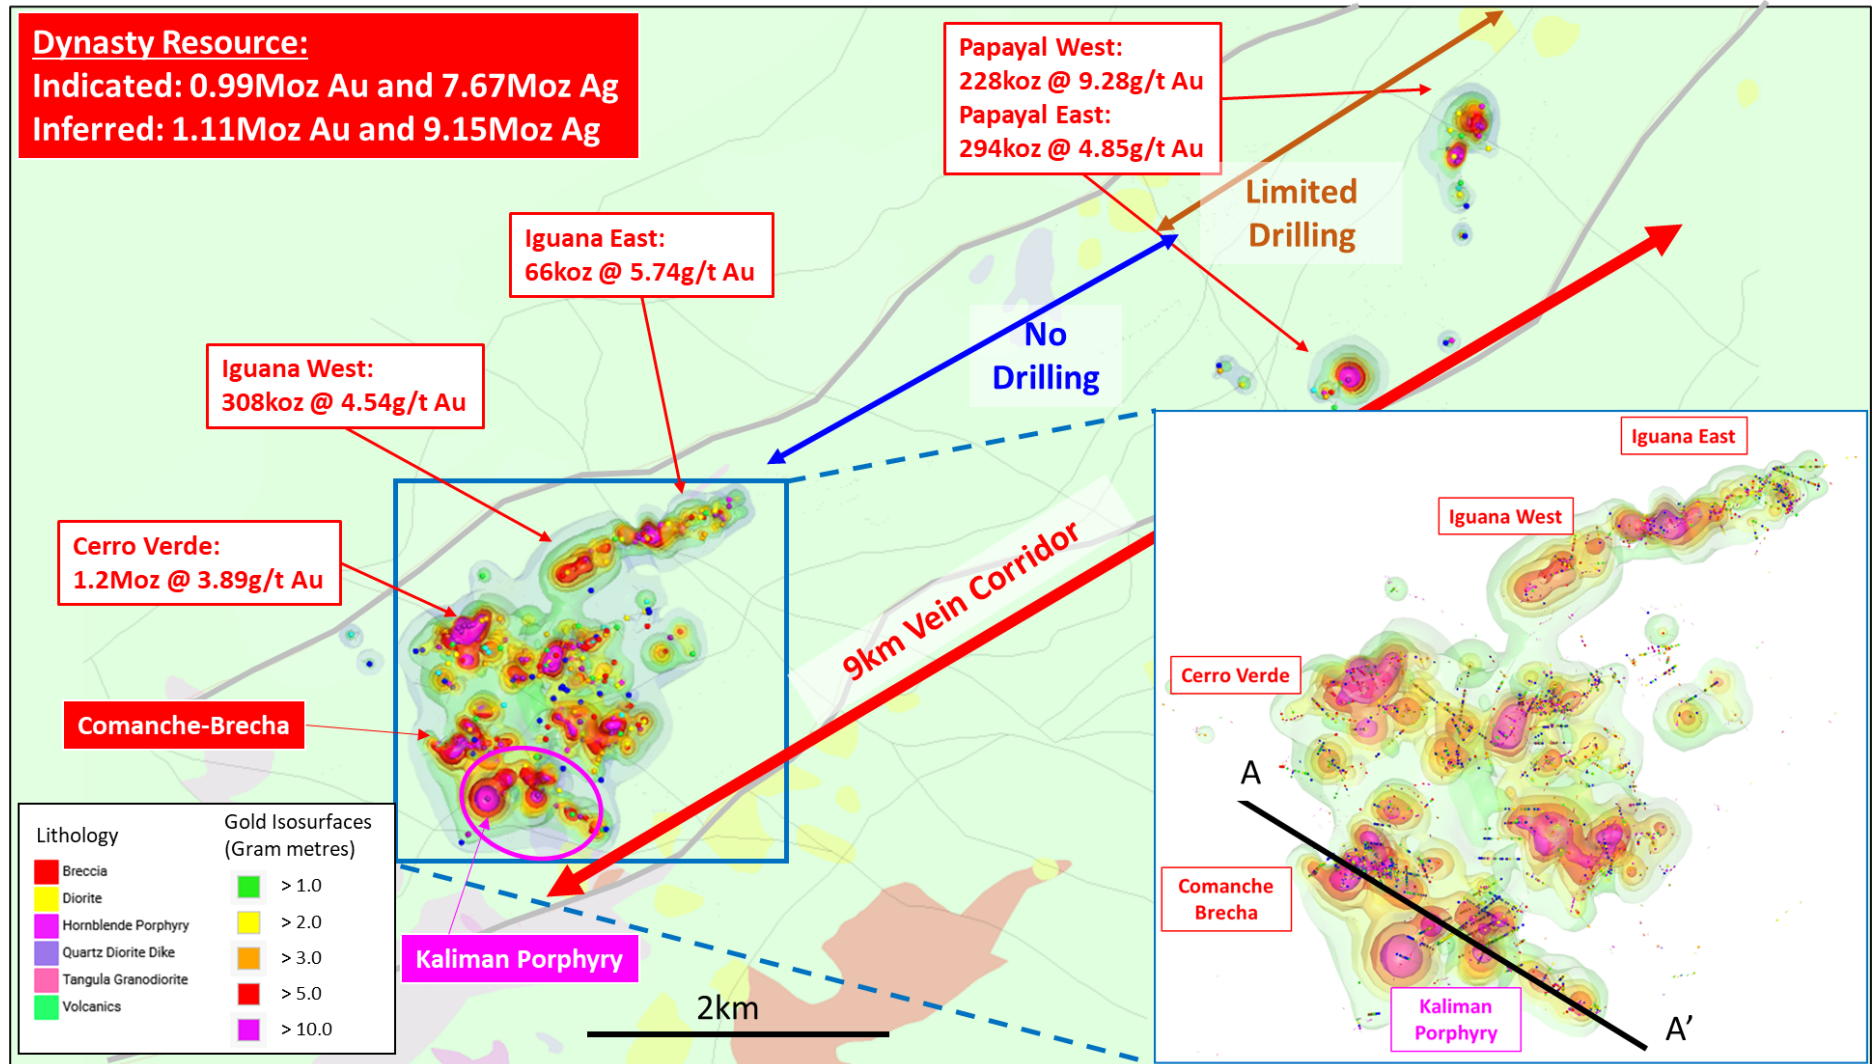 Dynasty Resource:
Indicated: 0.99Moz Au and 7.67Moz Ag
Inferred: 1.11Moz Au and 9.15Moz Ag
Papayal West:
228koz @ 9.28g/t Au
Papayal East:
294koz @ 4.85g/t Au
Limited
Drilling
Iguana East:
66koz @ 5.74g/t Au
No
Drilling
Iguana West:
308koz @ 4.54g/t Au
Cerro Verde:
1.2Moz @ 3.89g/t Au
9km Vein Corridor
Comanche-Brecha
Kaliman Porphyry
2km
Lithology
Breccia
Diorite
Hornblende Porphyry
Quartz Diorite Dike
Tangula Granodiorite
Volcanics
Gold Isosurfaces
(Gram metres)
> 1.0
> 2.0
> 3.0
> 5.0
> 10.0
Iguana East
Iguana West
Cerro Verde
A
Comanche
Brecha
Kaliman
Porphyry
A’